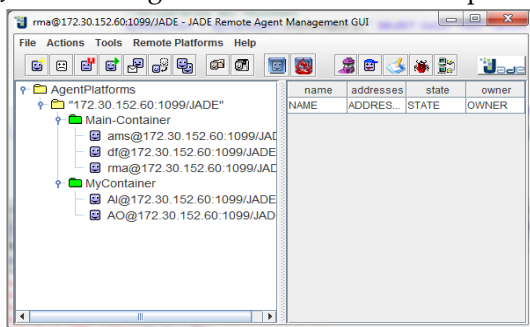 rma@172.30.152.60:1099/JADE - JADE Remote Agent Management GUI
File Actions Tools Remote Platforms Help
Jade
AgentPlatforms
"172.30.152.60:1099/JADE"
Main-Container
ams@172.30.152.60:1099/JAD
df@172.30.152.60:1099/JADE
rma@172.30.152.60:1099/JADE
MyContainer
AI@172.30.152.60:1099/JADE
AO@172.30.152.60:1099/JAD
name addresses state owner
NAME ADDRES... STATE OWNER